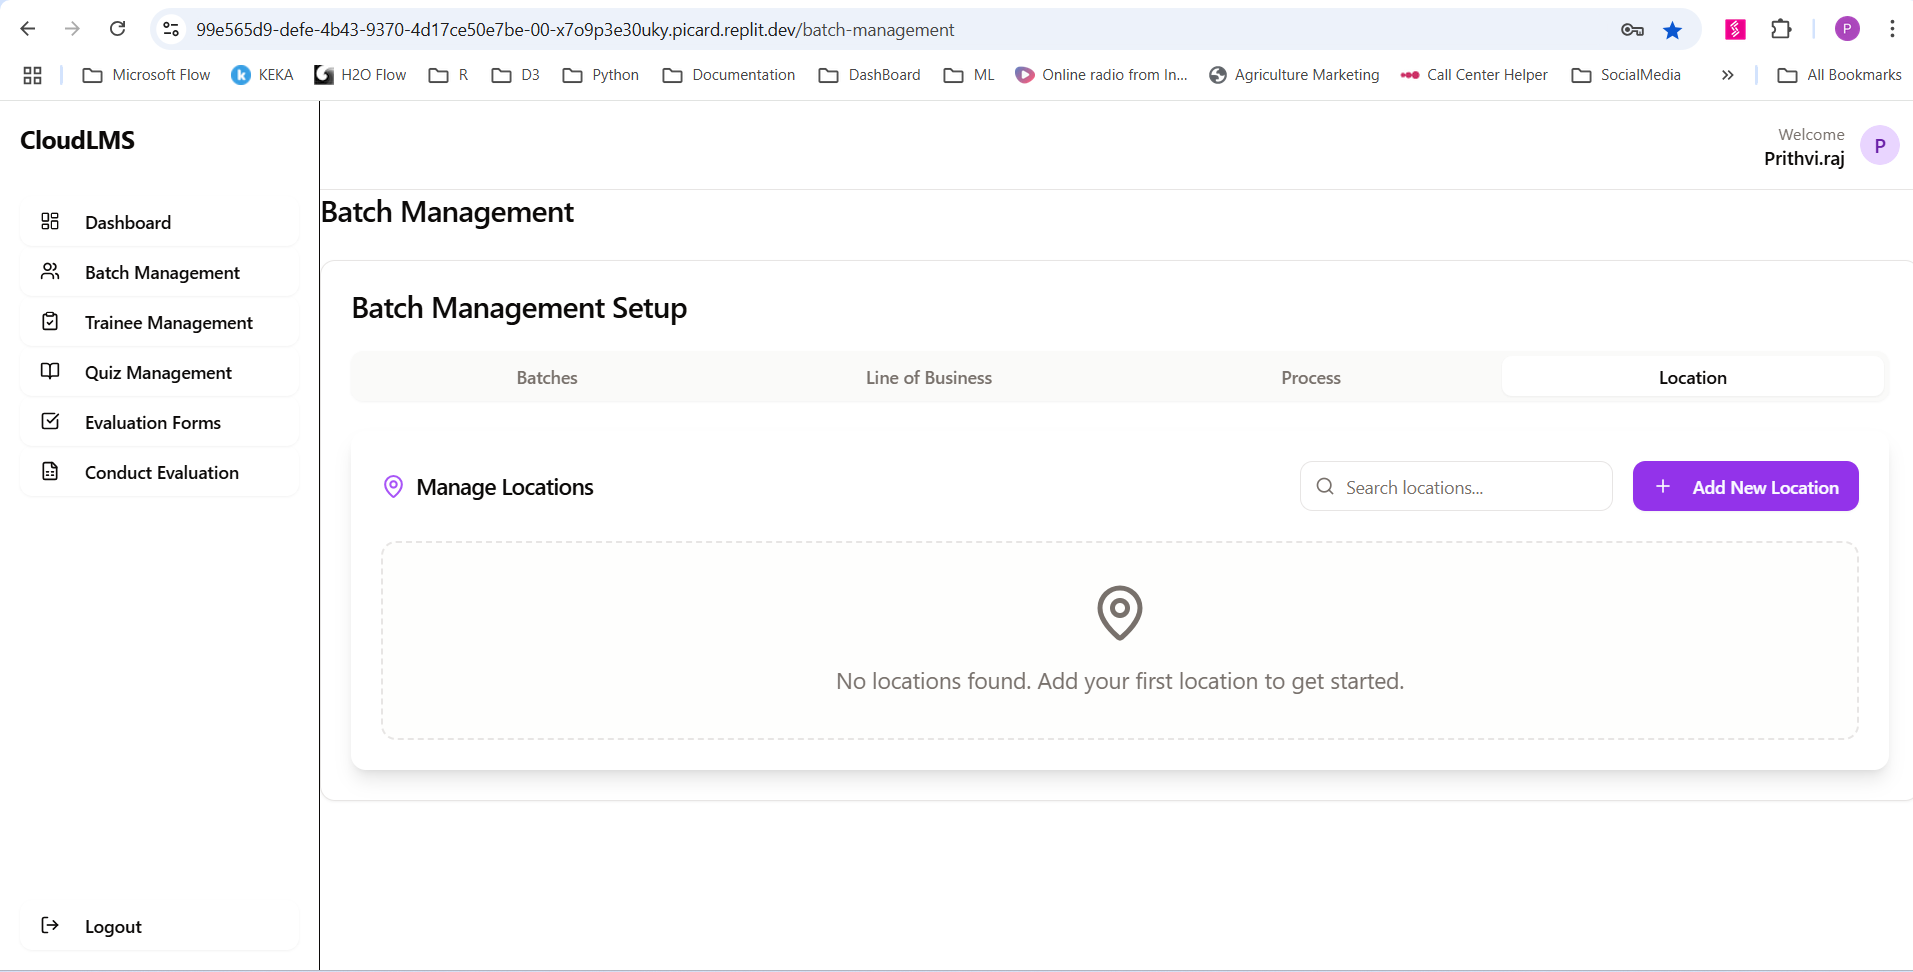 99e565d9-defe-4b43-9370-4d17ce50e7be-00-x7o9p3e30uky.picard.replit.dev/batch-management
P
Microsoft Flow KEKA H2O Flow R D3 Python Documentation DashBoard ML Online radio from In... Agriculture Marketing Call Center Helper SocialMedia » All Bookmarks
CloudLMS
Welcome
Prithvi.raj
P
Dashboard
Batch Management
Trainee Management
Quiz Management
Evaluation Forms
Conduct Evaluation
Logout
Batch Management
Batch Management Setup
Batches Line of Business Process Location
Manage Locations
Search locations...
+ Add New Location
No locations found. Add your first location to get started.